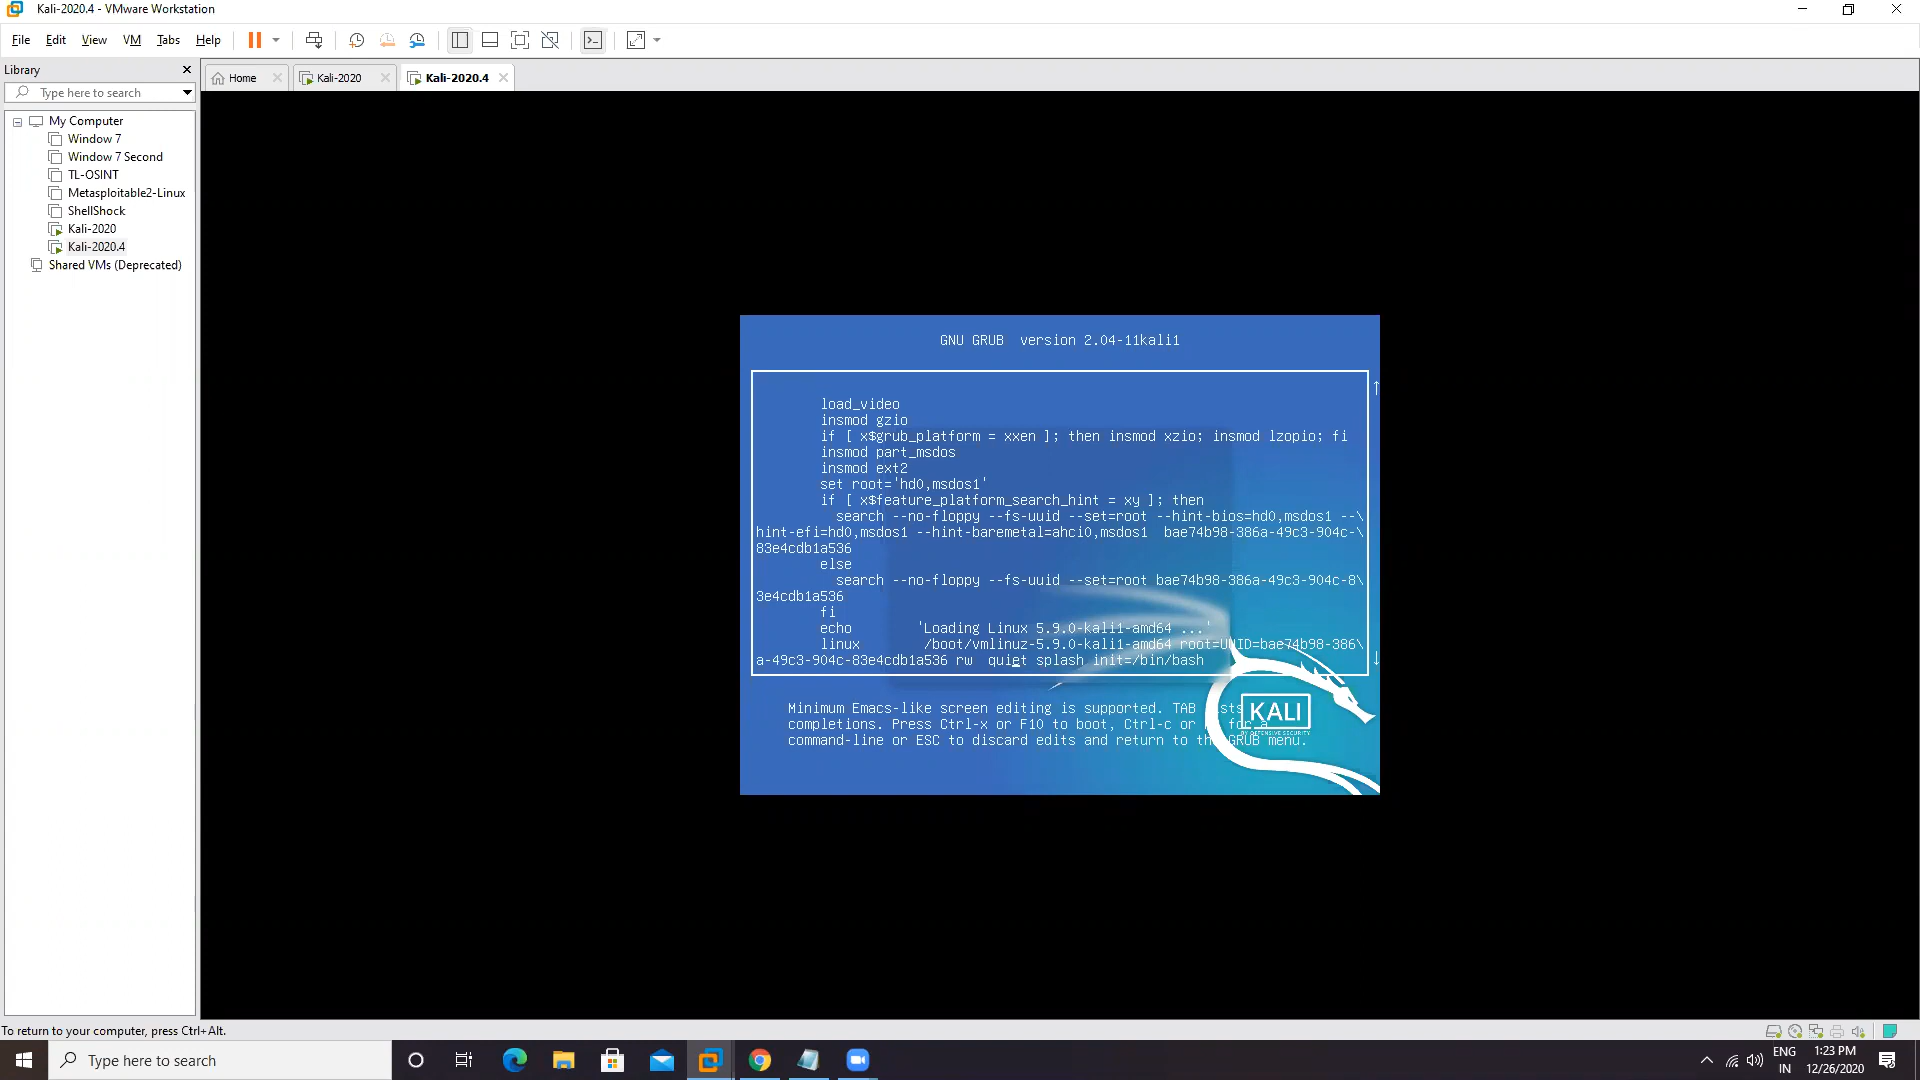 Kali-2020.4 - VMware Workstation
File Edit View VM Tabs Help
Library
Type here to search
Home
Kali-2020
Kali-2020.4
My Computer
Window 7
Window 7 Second
TL-OSINT
Metasploitable2-Linux
ShellShock
Kali-2020
Kali-2020.4
Shared VMs (Deprecated)
GNU GRUB  version 2.04-11kali1
load_video
insmod gzio
if [ x$grub_platform = xxen ]; then insmod xzio; insmod lzopio; fi
insmod part_msdos
insmod ext2
set root='hd0,msdos1'
if [ x$feature_platform_search_hint = xy ]; then
search --no-floppy --fs-uuid --set=root --hint-bios=hd0,msdos1 --\
hint-efi=hd0,msdos1 --hint-baremetal=ahci0,msdos1  bae74b98-386a-49c3-904c-\
83e4cdb1a536
else
search --no-floppy --fs-uuid --set=root bae74b98-386a-49c3-904c-8\
3e4cdb1a536
fi
echo 'Loading Linux 5.9.0-kali1-amd64 ...'
linux /boot/vmlinuz-5.9.0-kali1-amd64 root=UUID=bae74b98-386\
a-49c3-904c-83e4cdb1a536 rw  quiet splash init=/bin/bash
Minimum Emacs-like screen editing is supported. TAB
completions. Press Ctrl-x or F10 to boot, Ctrl-c or for a
command-line or ESC to discard edits and return to the GRUB menu.
KALI
BY OFFENSIVE SECURITY
To return to your computer, press Ctrl+Alt.
Type here to search
ENG
IN
1:23 PM
12/26/2020